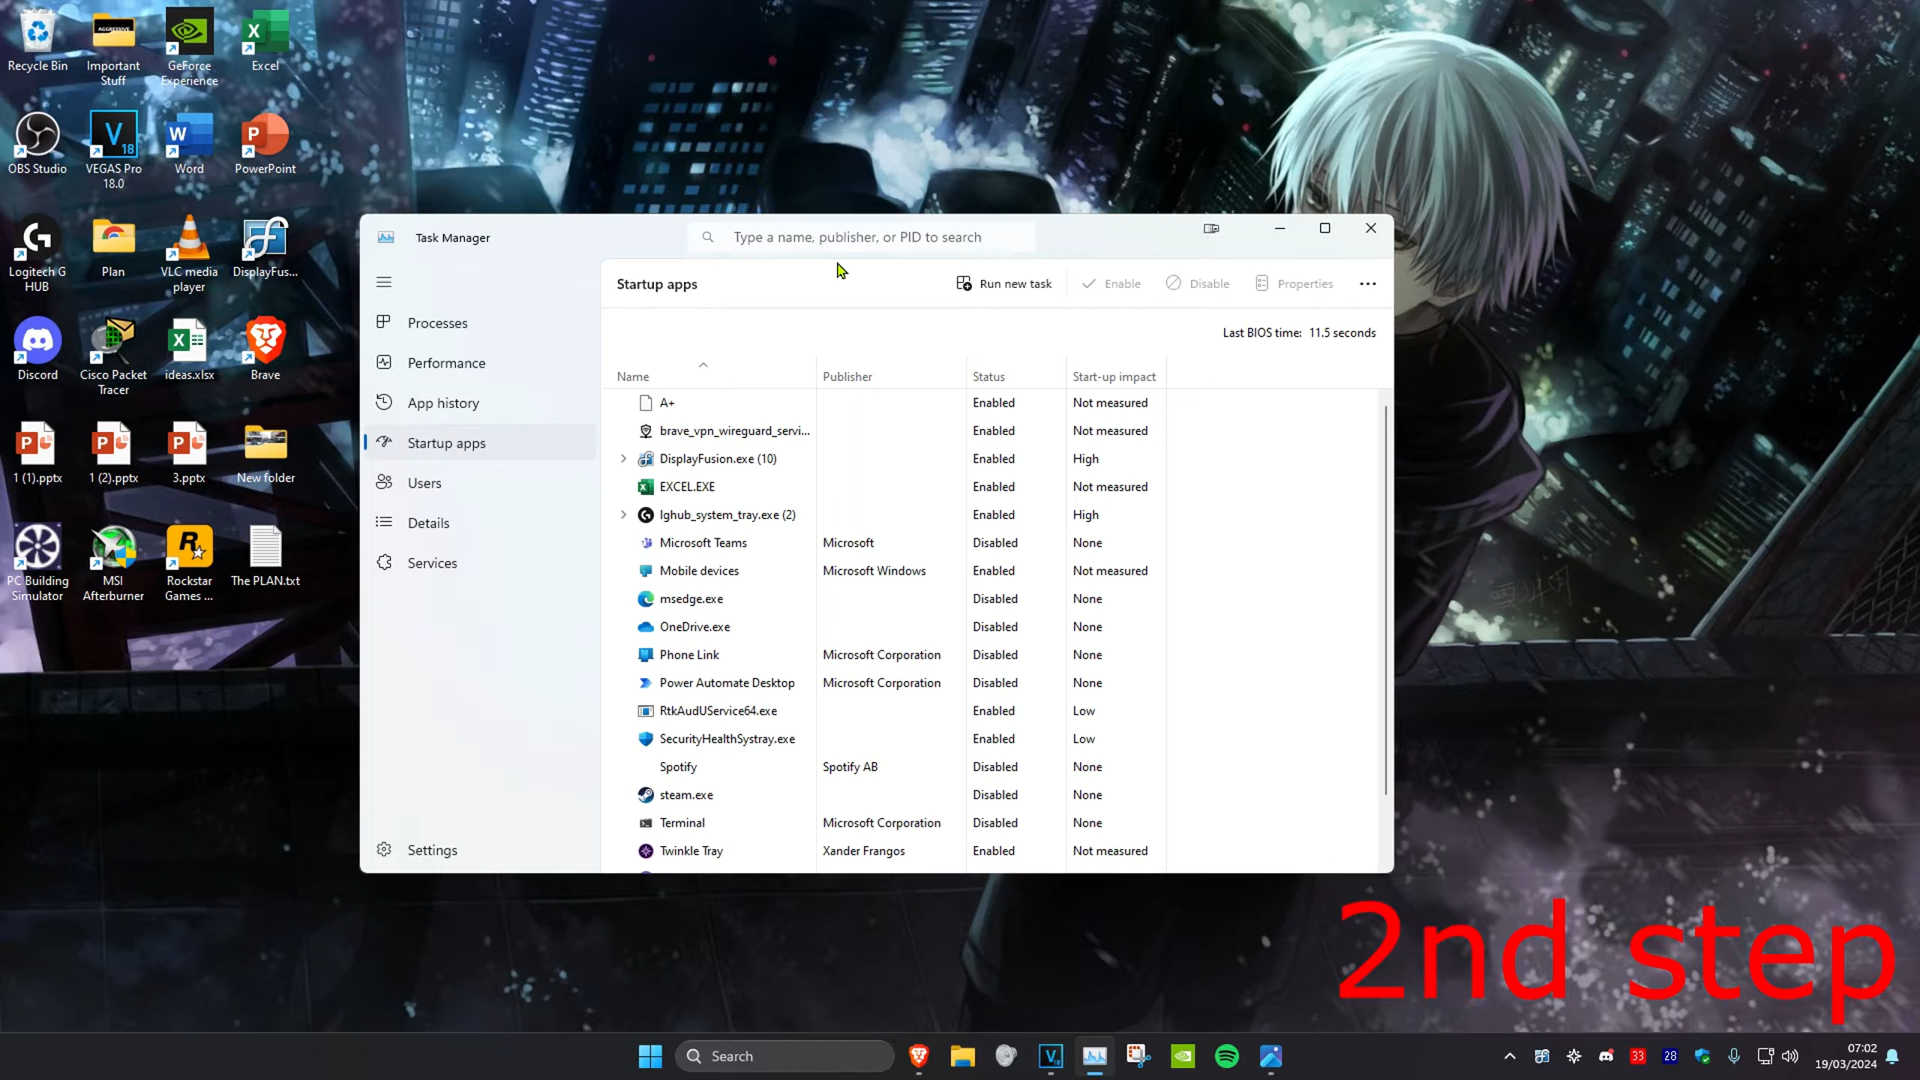 Recycle Bin
AGGRESSIVE
Important
Stuff
GeForce
Experience
Excel
OBS Studio
VEGAS Pro
18.0
Word
PowerPoint
Logitech G
HUB
Plan
VLC media
player
DisplayFus...
Discord
Cisco Packet
Tracer
ideas.xlsx
Brave
1 (1).pptx
1 (2).pptx
3.pptx
New folder
PC Building
Simulator
MSI
Afterburner
Rockstar
Games ...
The PLAN.txt
Task Manager
Type a name, publisher, or PID to search
Processes
Performance
App history
Startup apps
Users
Details
Services
Settings
Startup apps
Run new task
Enable
Disable
Properties
Last BIOS time: 11.5 seconds
Name Publisher Status Start-up impact
A+ Enabled Not measured
brave_vpn_wireguard_servi... Enabled Not measured
DisplayFusion.exe (10) Enabled High
EXCEL.EXE Enabled Not measured
lghub_system_tray.exe (2) Enabled High
Microsoft Teams Microsoft Disabled None
Mobile devices Microsoft Windows Enabled Not measured
msedge.exe Disabled None
OneDrive.exe Disabled None
Phone Link Microsoft Corporation Disabled None
Power Automate Desktop Microsoft Corporation Disabled None
RtkAudUService64.exe Enabled Low
SecurityHealthSystray.exe Enabled Low
Spotify Spotify AB Disabled None
steam.exe Disabled None
Terminal Microsoft Corporation Disabled None
Twinkle Tray Xander Frangos Enabled Not measured
2nd step
Search
33
28
07:02
19/03/2024